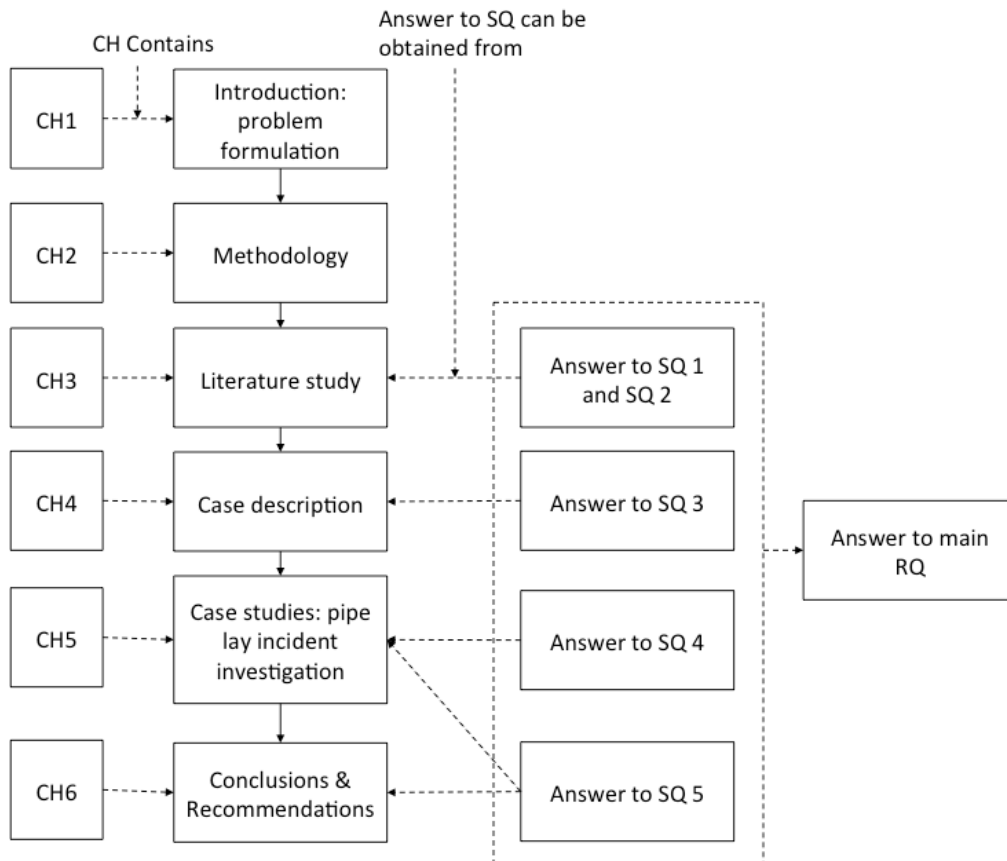 Answer to SQ can be
obtained from
CH Contains
CH1
Introduction:
problem
formulation
CH2
Methodology
CH3
Literature study
Answer to SQ 1
and SQ 2
CH4
Case description
Answer to SQ 3
Answer to main
RQ
CH5
Case studies: pipe
lay incident
investigation
Answer to SQ 4
CH6
Conclusions &
Recommendations
Answer to SQ 5